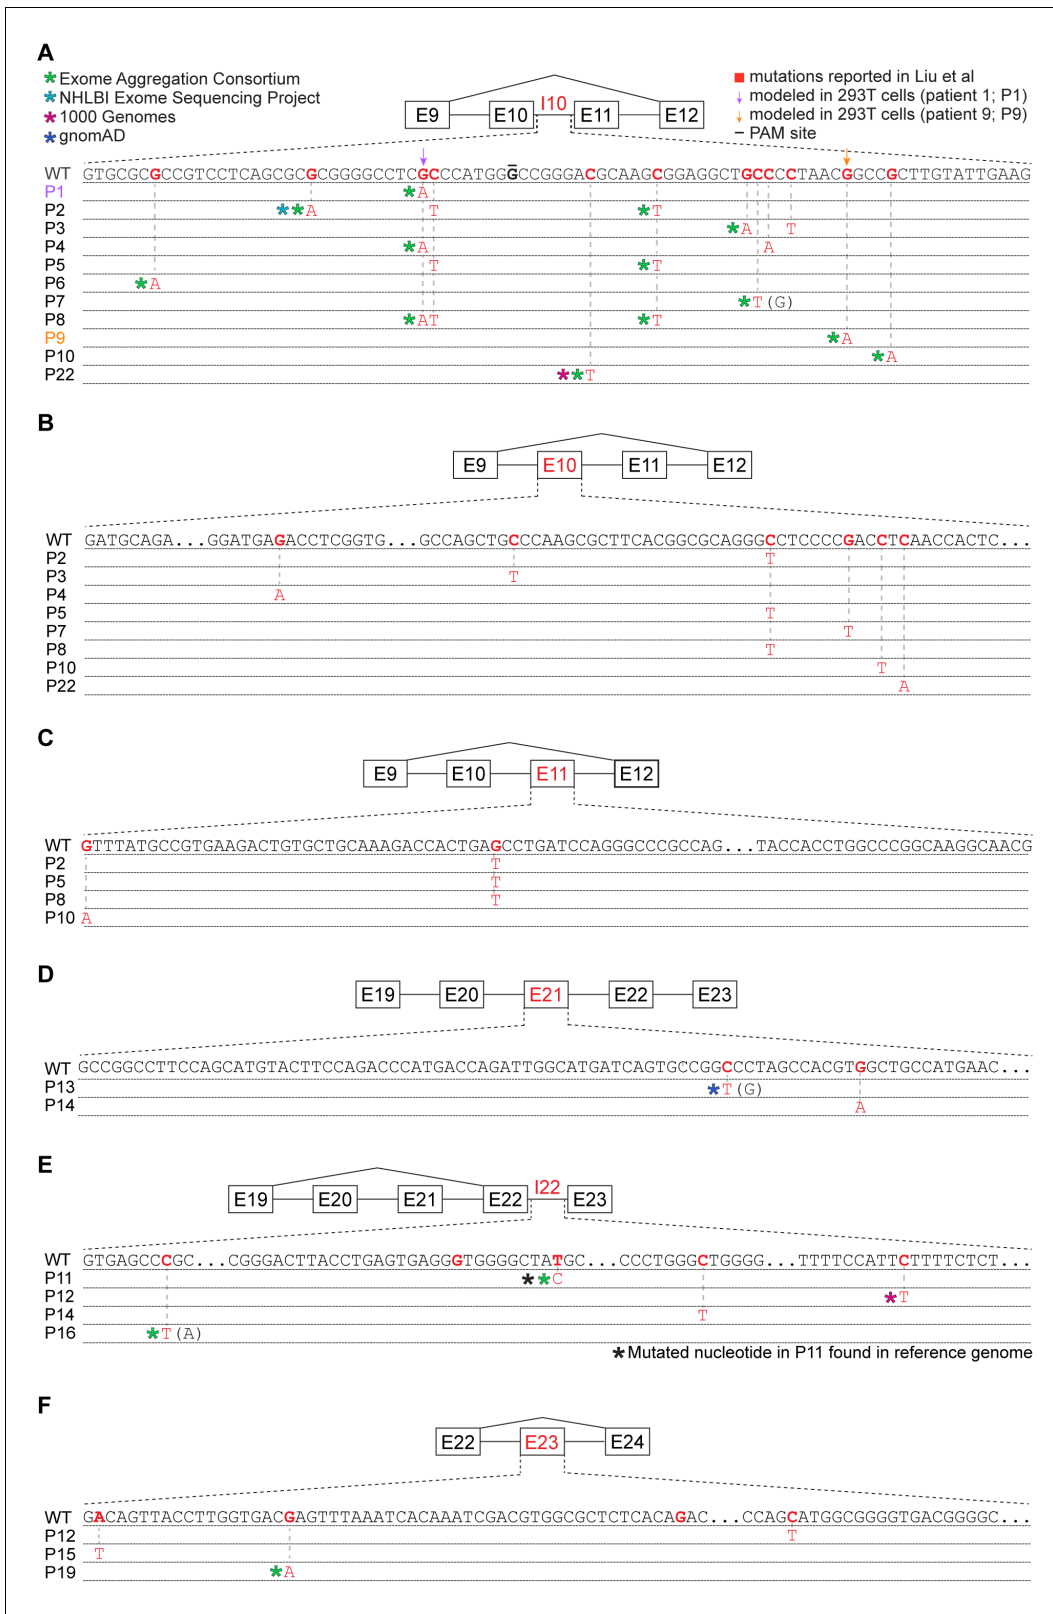 A
* Exome Aggregation Consortium
* NHLBI Exome Sequencing Project
* 1000 Genomes
* gnomAD
■ mutations reported in Liu et al
↓ modeled in 293T cells (patient 1; P1)
↓ modeled in 293T cells (patient 9; P9)
– PAM site
E9 E10 I10 E11 E12
WT GTGCGCGCCGTCCTCAGCGCGCGGGGCCTCGCCCATGGGGCCGGGACGCAAGCGGAGGCTGCCCCTAACGGCCGCTTGTATTGAAG
P1 *A
P2 **A T *T
P3 *A T
P4 *A A
P5 T *T
P6 *A
P7 *T(G)
P8 *AT *T
P9 *A
P10 *A
P22 **T
B
E9 E10 E11 E12
WT GATGCAGA...GGATGAGACCTCGGTG...GCCAGCTGCCCAAGCGCTTCACGGCGCAGGGCCTCCCCGACCTCAACCACTC...
P2 T
P3 T
P4 A
P5 T
P7 T
P8 T
P10 T
P22 A
C
E9 E10 E11 E12
WT GTTTATGCCGTGAAGACTGTGCTGCAAAGACCACTGAGCCTGATCCAGGGCCCGCCAG...TACCACCTGGCCCGGCAAGGCAACG
P2 T
P5 T
P8 T
P10 A
D
E19 E20 E21 E22 E23
WT GCCGGCCTTCCAGCATGTACTTCCAGACCCATGACCAGATTGGCATGATCAGTGCCGGCCCTAGCCACGTGGCTGCCATGAAC...
P13 *T(G)
P14 A
E
E19 E20 E21 E22 I22 E23
WT GTGAGCCCGC...CGGGACTTACCTGAGTGAGGGTGGGGCTATGC...CCCTGGGCTGGGG...TTTTCCATTCTTTTCTCT...
P11 **C
P12 *T
P14 T
P16 *T(A)
*Mutated nucleotide in P11 found in reference genome
F
E22 E23 E24
WT GACAGTTACCTTGGTGACGAGTTTAAATCACAAATCGACGTGGCGCTCTCACAGAC...CCAGCATGGCGGGGTGACGGGGC...
P12 T
P15 T
P19 *A